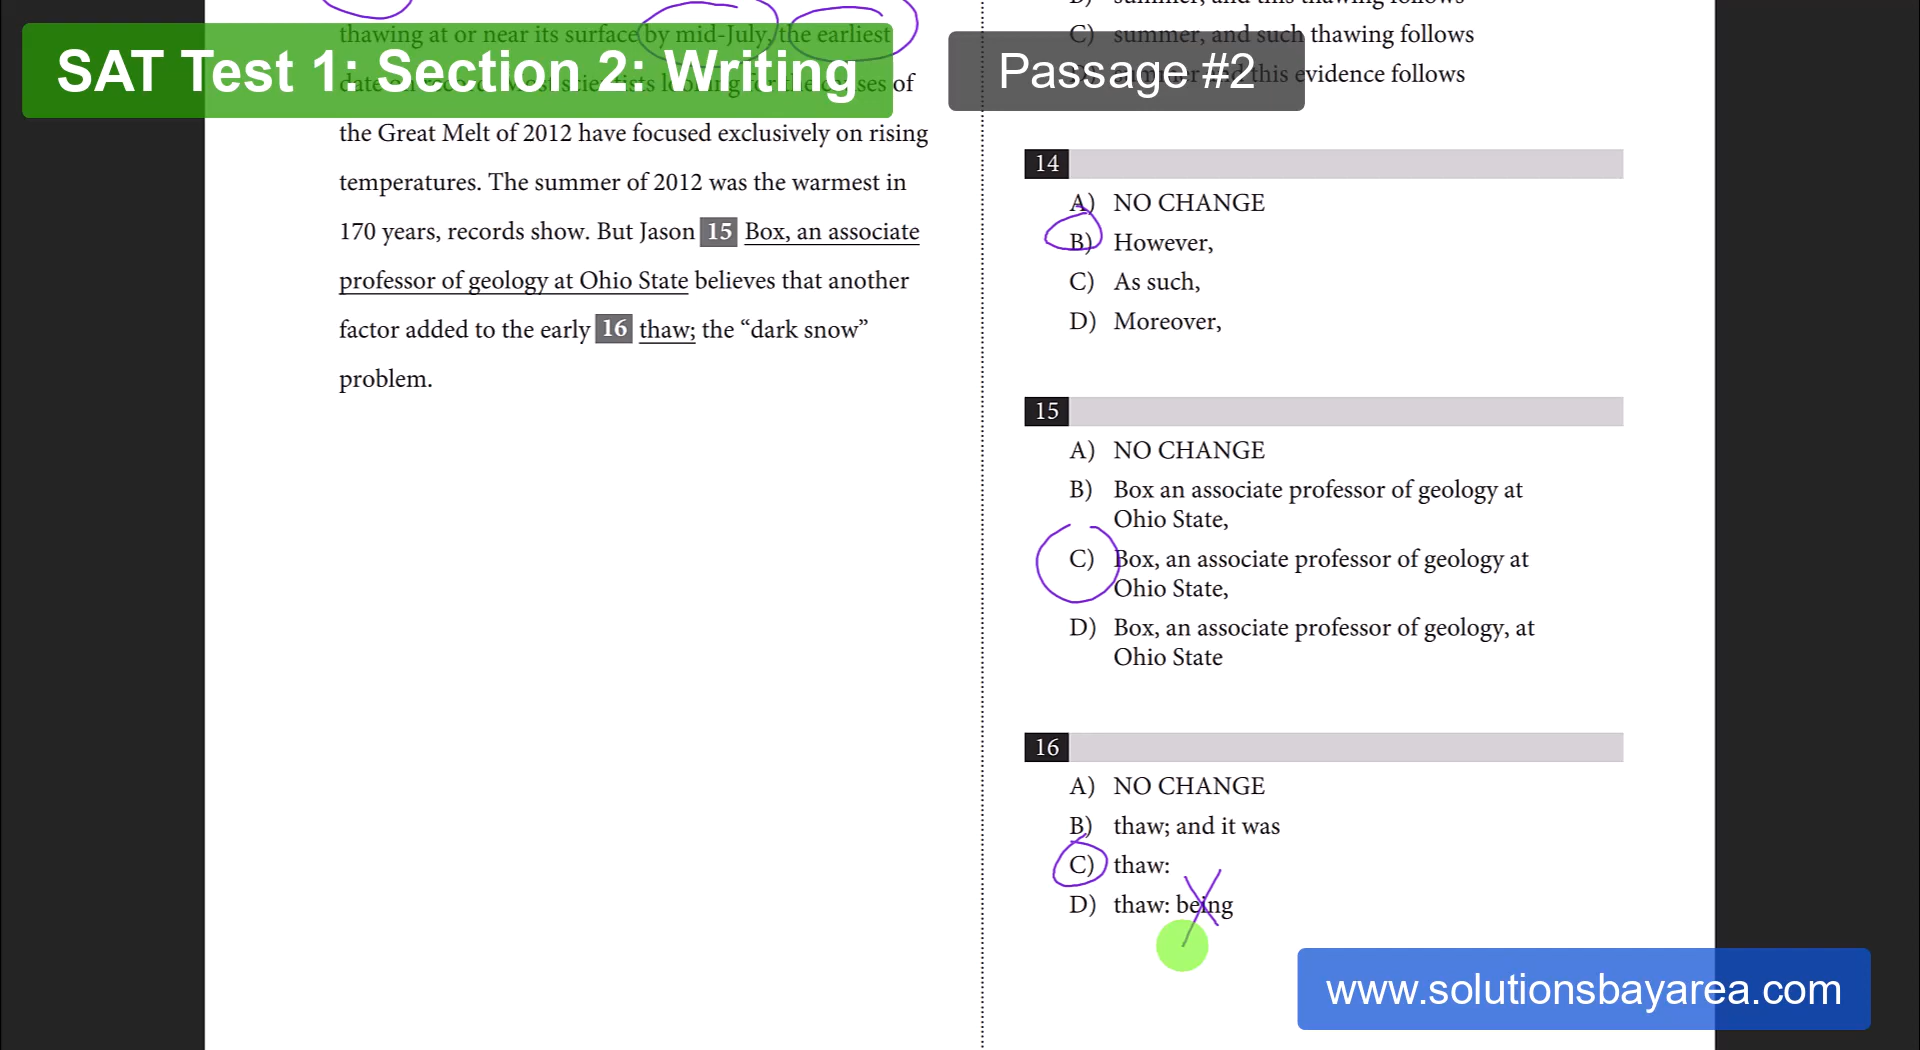 thawing at or near its surface by mid-July, the earliest
SAT Test 1: Section 2: Writing
of
the Great Melt of 2012 have focused exclusively on rising
temperatures. The summer of 2012 was the warmest in
170 years, records show. But Jason 15 Box, an associate
professor of geology at Ohio State believes that another
factor added to the early 16 thaw; the “dark snow”
problem.
Passage #2
summer, and this thawing follows
C) summer, and such thawing follows
this evidence follows
14
A) NO CHANGE
B) However,
C) As such,
D) Moreover,
15
A) NO CHANGE
B) Box an associate professor of geology at
Ohio State,
C) Box, an associate professor of geology at
Ohio State,
D) Box, an associate professor of geology, at
Ohio State
16
A) NO CHANGE
B) thaw; and it was
C) thaw:
D) thaw: being
www.solutionsbayarea.com